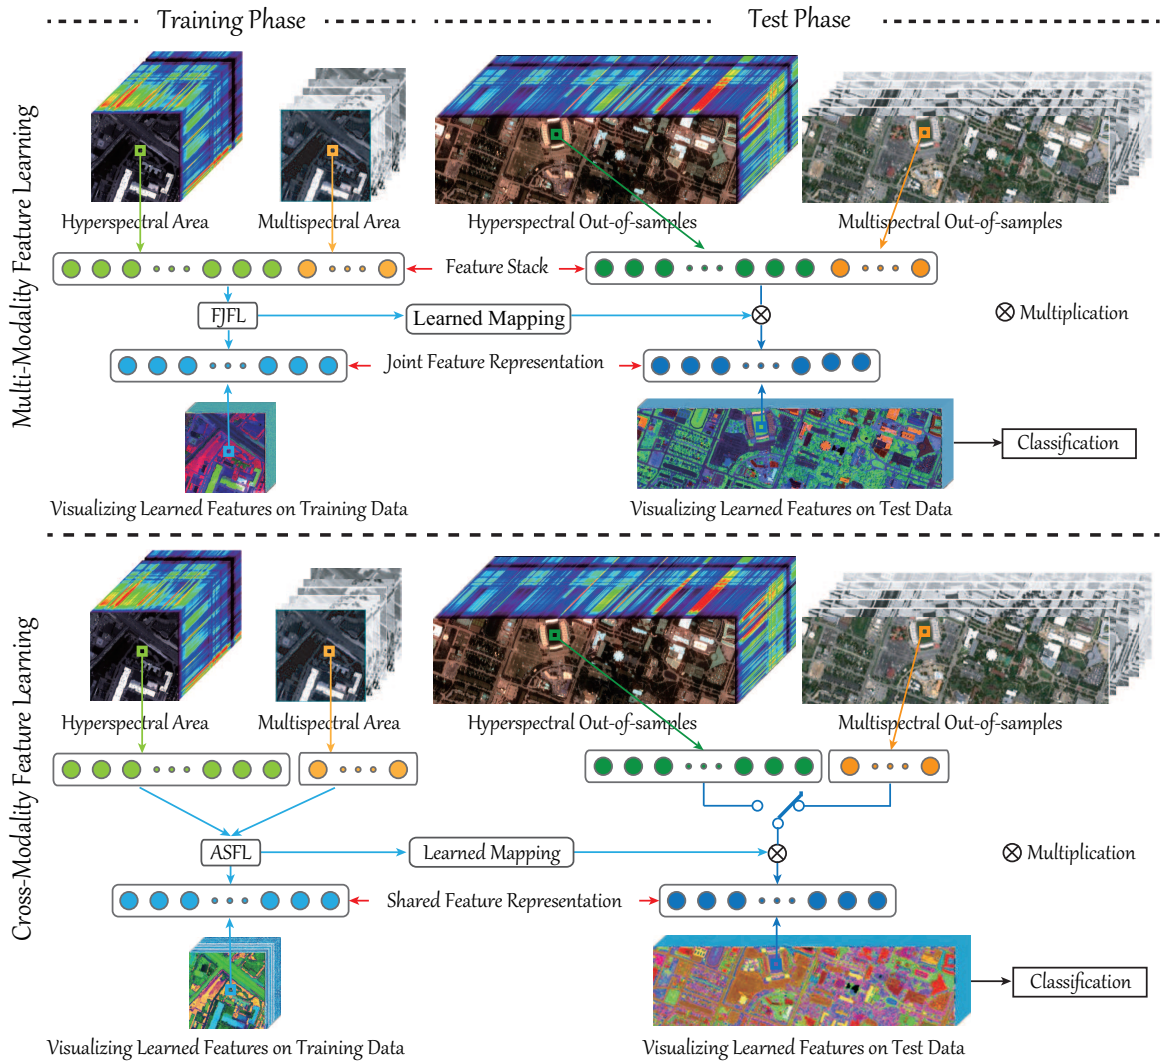 Training Phase
Test Phase
Multi-Modality Feature Learning
Hyperspectral Area
Multispectral Area
Hyperspectral Out-of-samples
Multispectral Out-of-samples
Feature Stack
FJFL
Learned Mapping
Multiplication
Joint Feature Representation
Classification
Visualizing Learned Features on Training Data
Visualizing Learned Features on Test Data
Cross-Modality Feature Learning
Hyperspectral Area
Multispectral Area
Hyperspectral Out-of-samples
Multispectral Out-of-samples
ASFL
Learned Mapping
Multiplication
Shared Feature Representation
Classification
Visualizing Learned Features on Training Data
Visualizing Learned Features on Test Data